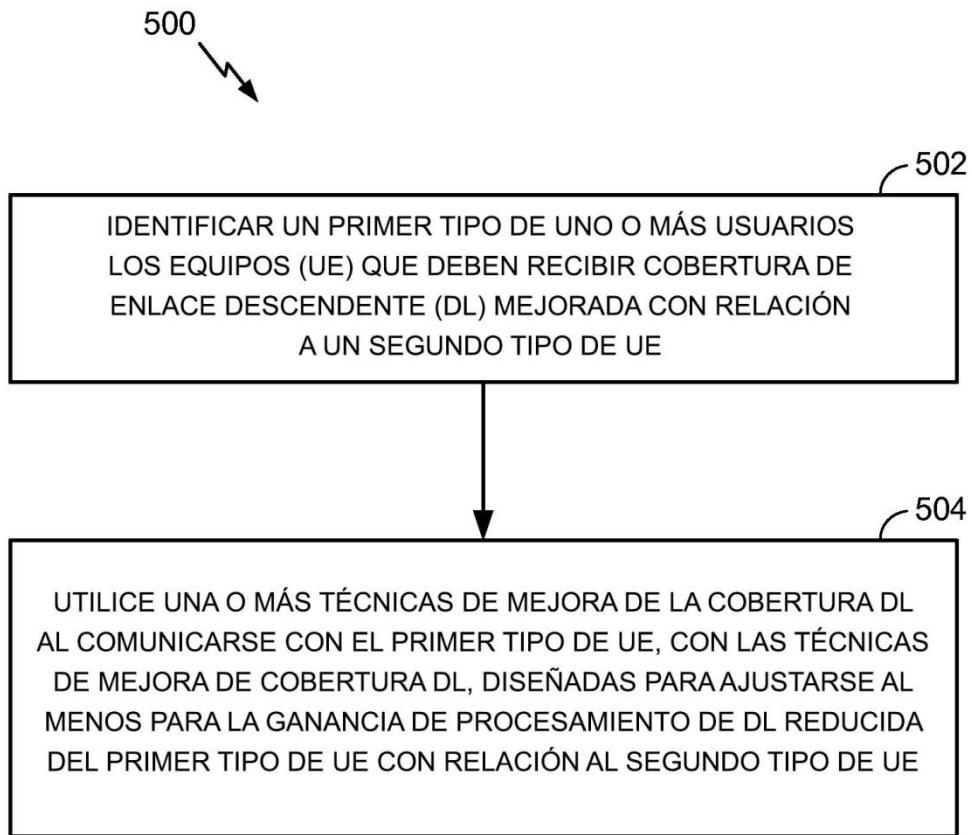 500
502
IDENTIFICAR UN PRIMER TIPO DE UNO O MÁS USUARIOS
LOS EQUIPOS (UE) QUE DEBEN RECIBIR COBERTURA DE
ENLACE DESCENDENTE (DL) MEJORADA CON RELACIÓN
A UN SEGUNDO TIPO DE UE
504
UTILICE UNA O MÁS TÉCNICAS DE MEJORA DE LA COBERTURA DL
AL COMUNICARSE CON EL PRIMER TIPO DE UE, CON LAS TÉCNICAS
DE MEJORA DE COBERTURA DL, DISEÑADAS PARA AJUSTARSE AL
MENOS PARA LA GANANCIA DE PROCESAMIENTO DE DL REDUCIDA
DEL PRIMER TIPO DE UE CON RELACIÓN AL SEGUNDO TIPO DE UE